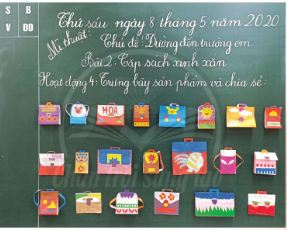 S B
V ĐD
Thứ sáu ngày 8 tháng 5 năm 2020
Mĩ thuật: Chủ đề: Đường đến trường em
Bài 2: Cặp sách xinh xắn
Hoạt động 4: Trưng bày sản phẩm và chia sẻ:
HOA